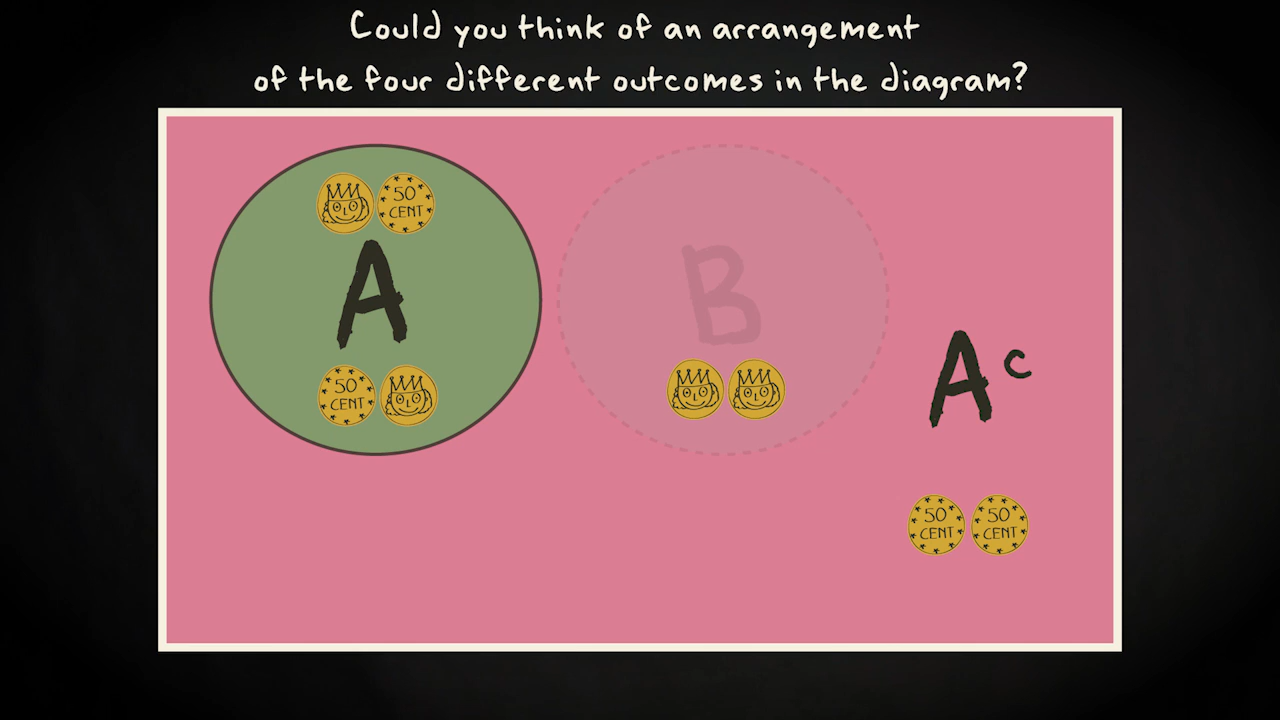 Could you think of an arrangement
of the four different outcomes in the diagram?
50
CENT
A
50
CENT
B
Aᶜ
50
CENT
50
CENT